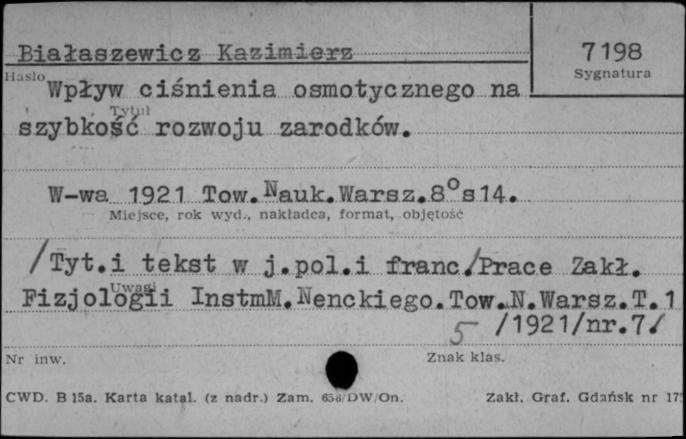 Białaszewicz Kazimierz
7198
Sygnatura
Hasło
Wpływ ciśnienia osmotycznego na
Tytuł
szybkość rozwoju zarodków.
W-wa 1921 Tow.Nauk.Warsz.8°s14.
Miejsce, rok wyd., nakładca, format, objętość
/Tyt.i tekst w j.pol.i franc./Prace Zakł.
Uwagi
Fizjologii InstmM.Nenckiego.Tow.N.Warsz.T.1
5 /1921/nr.7/
Nr inw.
Znak klas.
CWD. B 15a. Karta katal. (z nadr.) Zam. 658/DW/On.
Zakł. Graf. Gdańsk nr 175